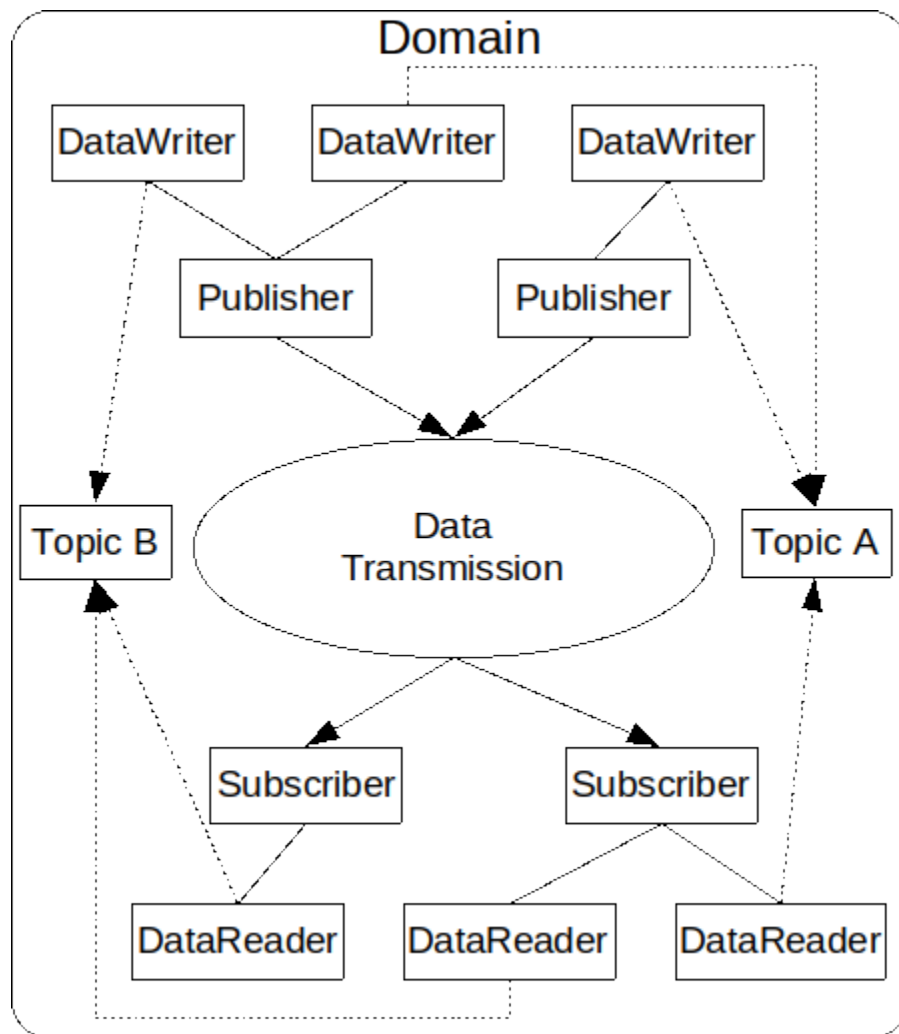 Domain
DataWriter
DataWriter
DataWriter
Publisher
Publisher
Topic B
Data
Transmission
Topic A
Subscriber
Subscriber
DataReader
DataReader
DataReader